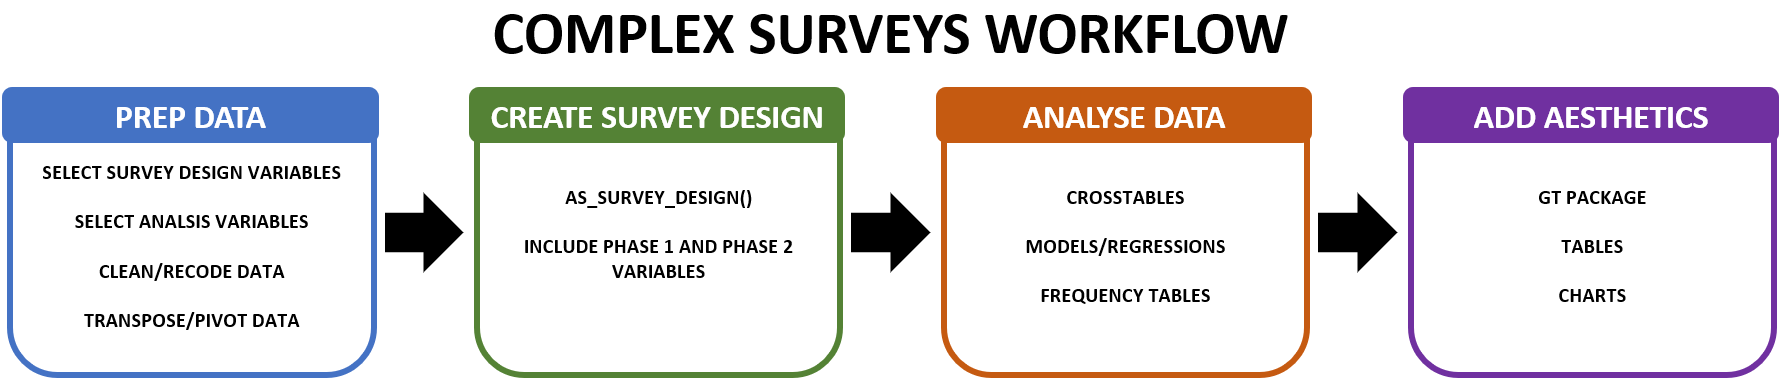 COMPLEX SURVEYS WORKFLOW
PREP DATA
SELECT SURVEY DESIGN VARIABLES
SELECT ANALSIS VARIABLES
CLEAN/RECODE DATA
TRANSPOSE/PIVOT DATA
CREATE SURVEY DESIGN
AS_SURVEY_DESIGN()
INCLUDE PHASE 1 AND PHASE 2
VARIABLES
ANALYSE DATA
CROSSTABLES
MODELS/REGRESSIONS
FREQUENCY TABLES
ADD AESTHETICS
GT PACKAGE
TABLES
CHARTS